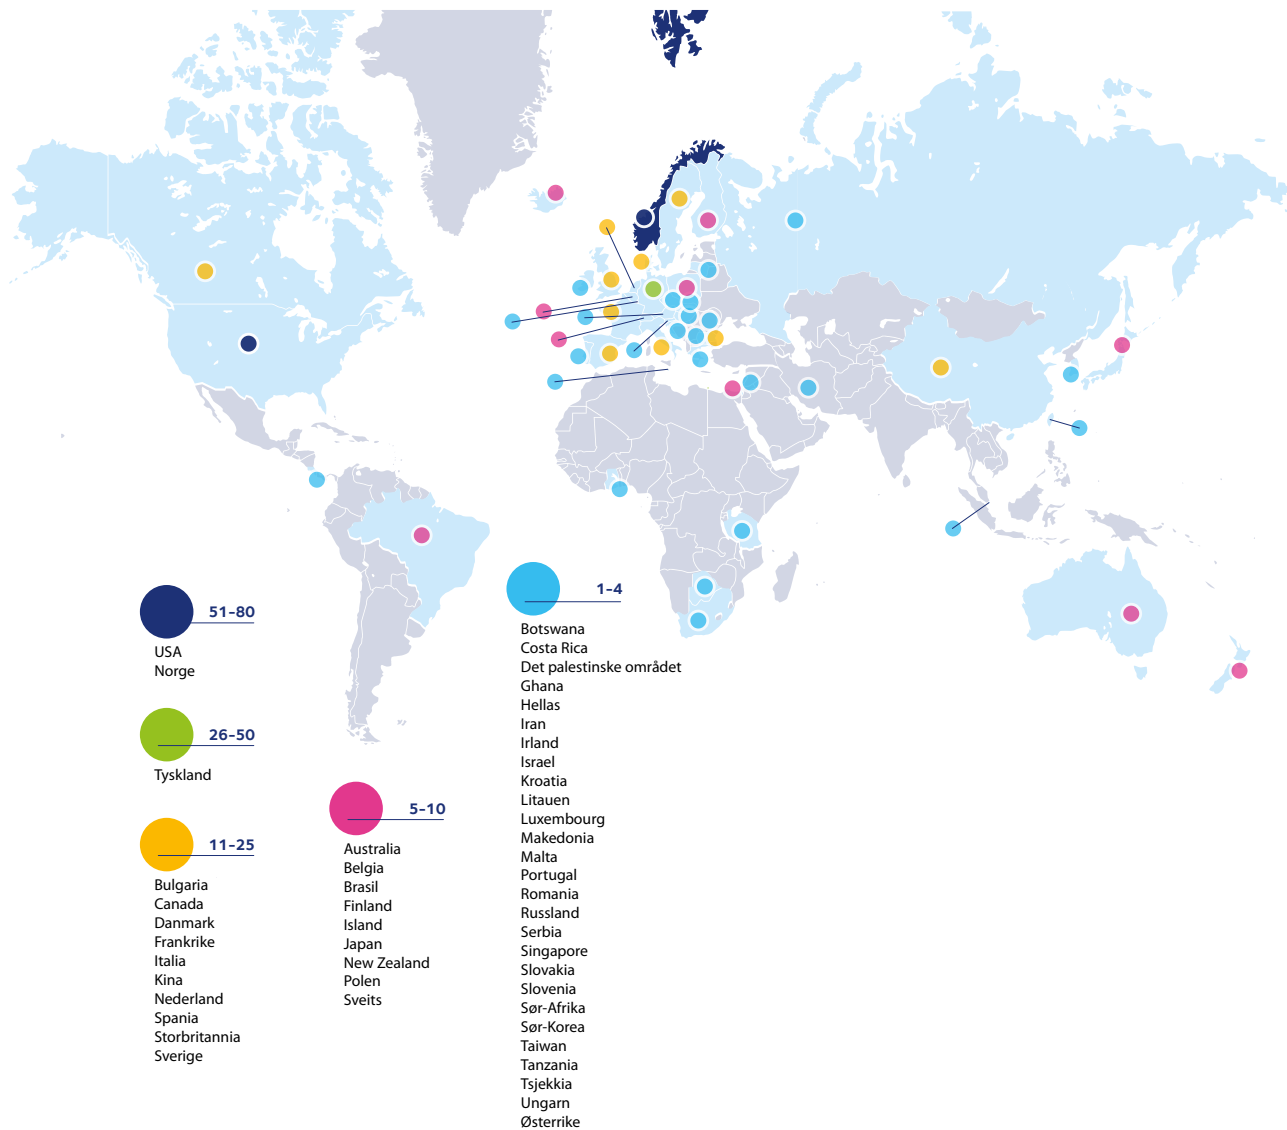 51–80
USA
Norge
26–50
Tyskland
11–25
Bulgaria
Canada
Danmark
Frankrike
Italia
Kina
Nederland
Spania
Storbritannia
Sverige
5–10
Australia
Belgia
Brasil
Finland
Island
Japan
New Zealand
Polen
Sveits
1–4
Botswana
Costa Rica
Det palestinske området
Ghana
Hellas
Iran
Irland
Israel
Kroatia
Litauen
Luxembourg
Makedonia
Malta
Portugal
Romania
Russland
Serbia
Singapore
Slovakia
Slovenia
Sør-Afrika
Sør-Korea
Taiwan
Tanzania
Tsjekkia
Ungarn
Østerrike